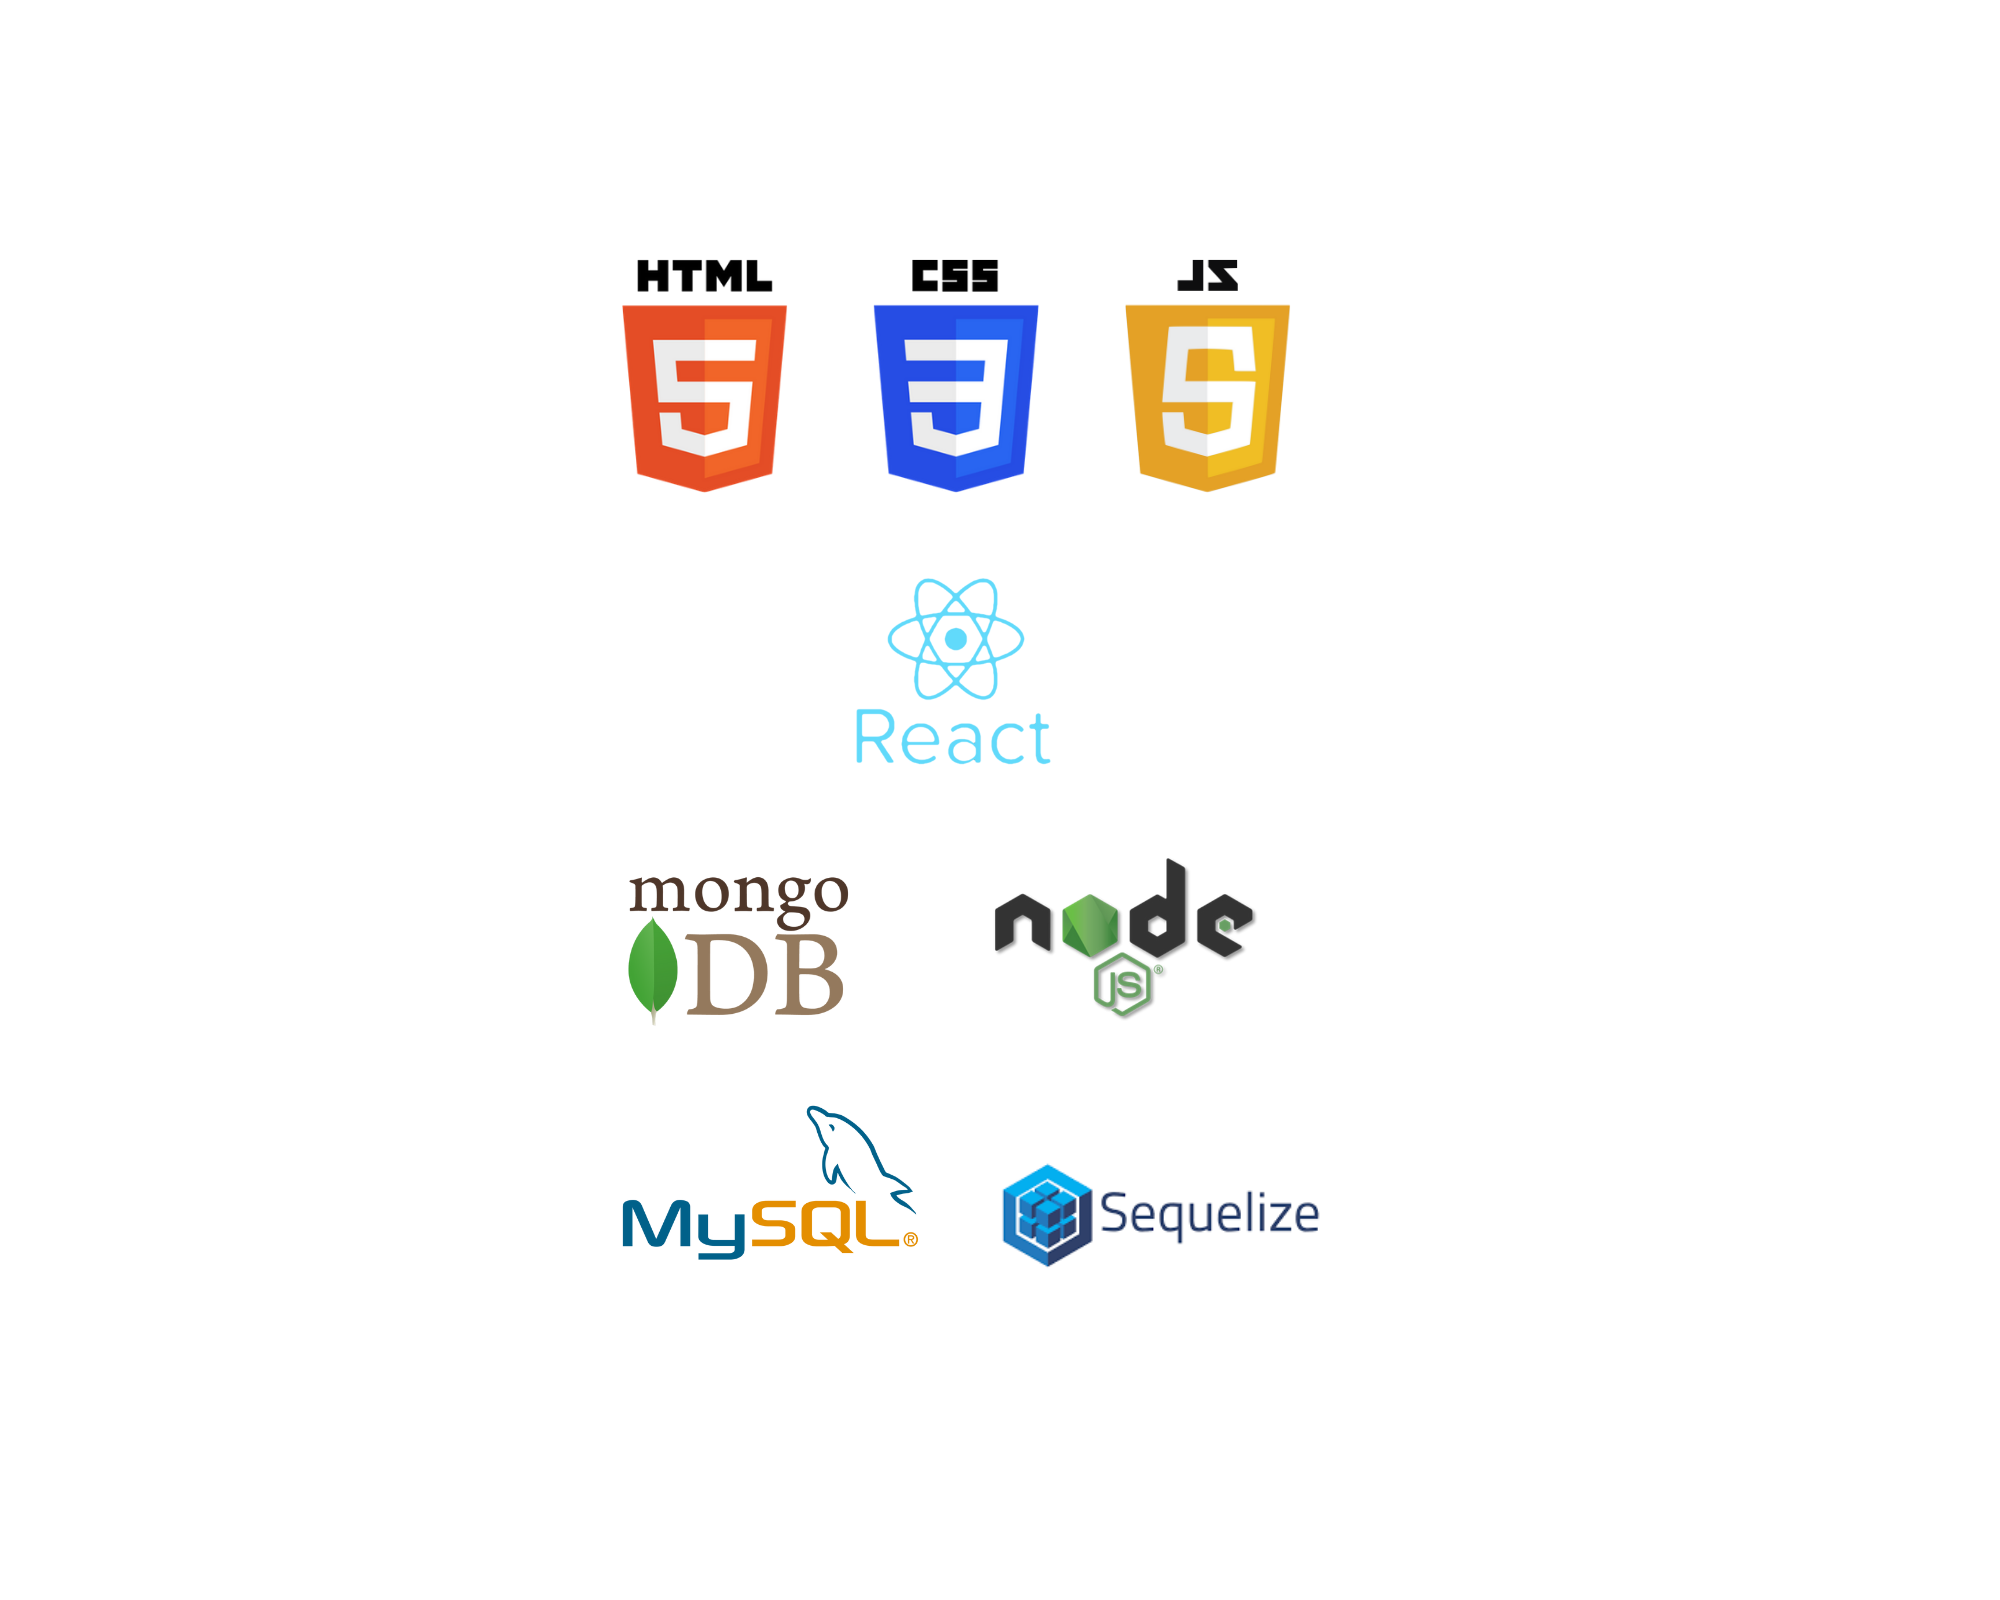 HTML CSS JS
5 3 5
React
mongo
DB
node
JS®
MySQL®
Sequelize